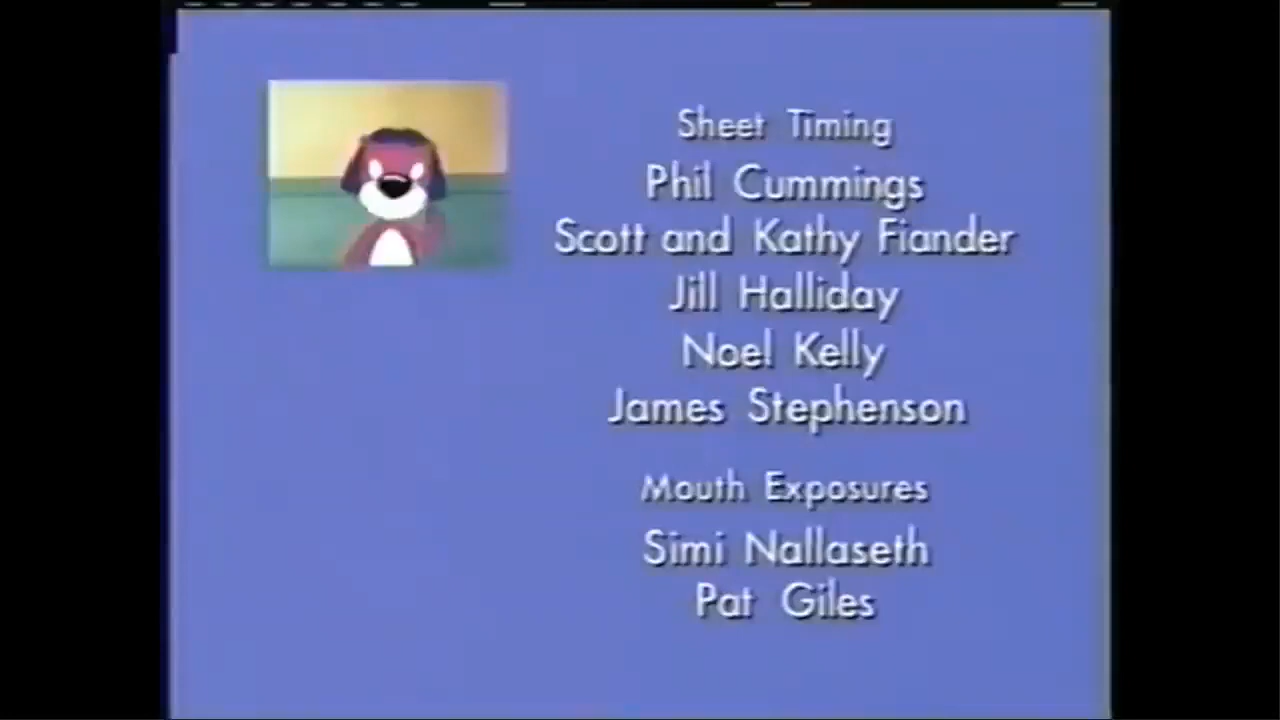 Sheet Timing
Phil Cummings
Scott and Kathy Fiander
Jill Halliday
Noel Kelly
James Stephenson
Mouth Exposures
Simi Nallaseth
Pat Giles